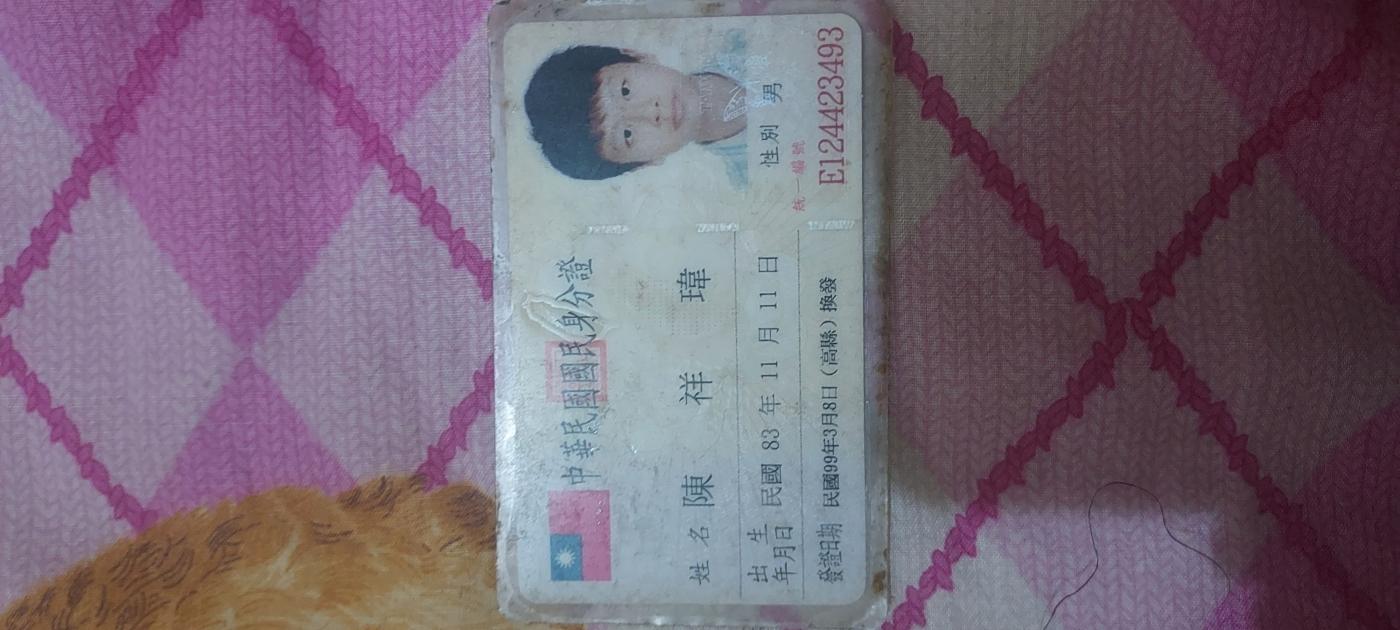 中華民國國民身分證
姓名 陳祥瑋
出生年月日 民國 83 年 11 月 11 日
性別 男
發證日期 民國99年3月8日(高縣)換發
統一編號
E124423493